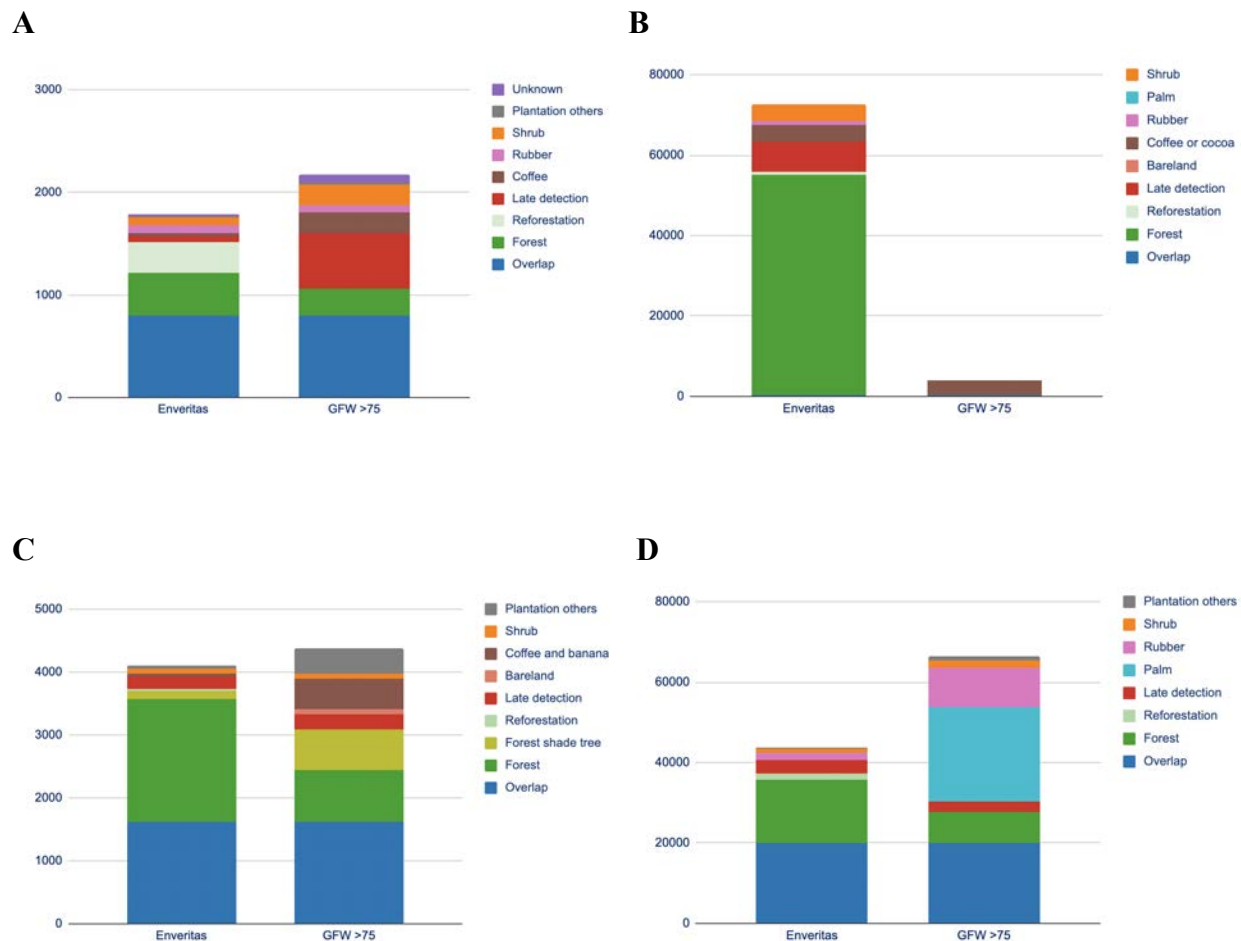 A
3000
2000
1000
0
Enveritas
GFW >75
Unknown
Plantation others
Shrub
Rubber
Coffee
Late detection
Reforestation
Forest
Overlap
B
80000
60000
40000
20000
0
Enveritas
GFW >75
Shrub
Palm
Rubber
Coffee or cocoa
Bareland
Late detection
Reforestation
Forest
Overlap
C
5000
4000
3000
2000
1000
0
Enveritas
GFW >75
Plantation others
Shrub
Coffee and banana
Bareland
Late detection
Reforestation
Forest shade tree
Forest
Overlap
D
80000
60000
40000
20000
0
Enveritas
GFW >75
Plantation others
Shrub
Rubber
Palm
Late detection
Reforestation
Forest
Overlap